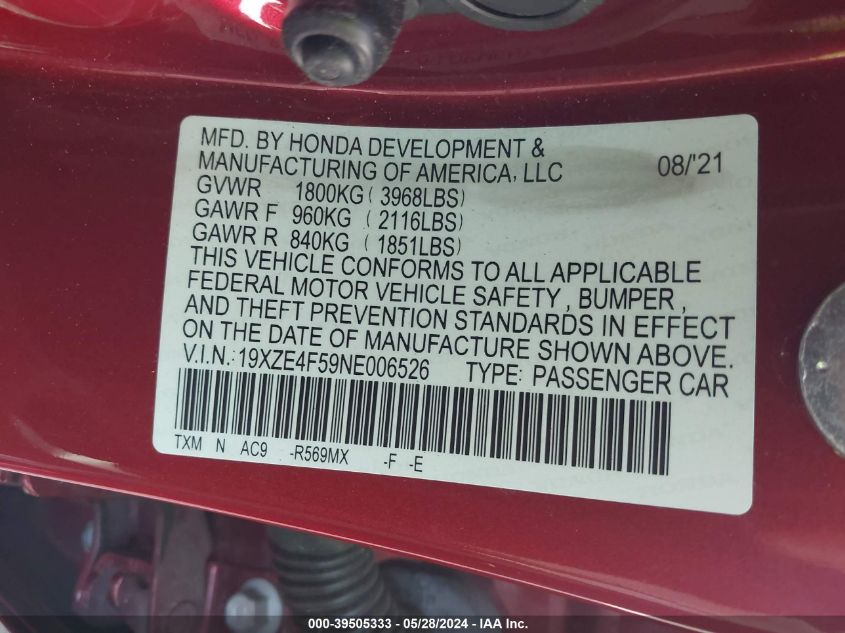 MFD. BY HONDA DEVELOPMENT &
MANUFACTURING OF AMERICA, LLC 08/'21
GVWR 1800KG ( 3968LBS)
GAWR F 960KG ( 2116LBS)
GAWR R 840KG ( 1851LBS)
THIS VEHICLE CONFORMS TO ALL APPLICABLE
FEDERAL MOTOR VEHICLE SAFETY, BUMPER,
AND THEFT PREVENTION STANDARDS IN EFFECT
ON THE DATE OF MANUFACTURE SHOWN ABOVE.
V.I.N.: 19XZE4F59NE006526 TYPE: PASSENGER CAR
TXM N AC9 -R569MX -F -E
000-39505333 - 05/28/2024 - IAA Inc.